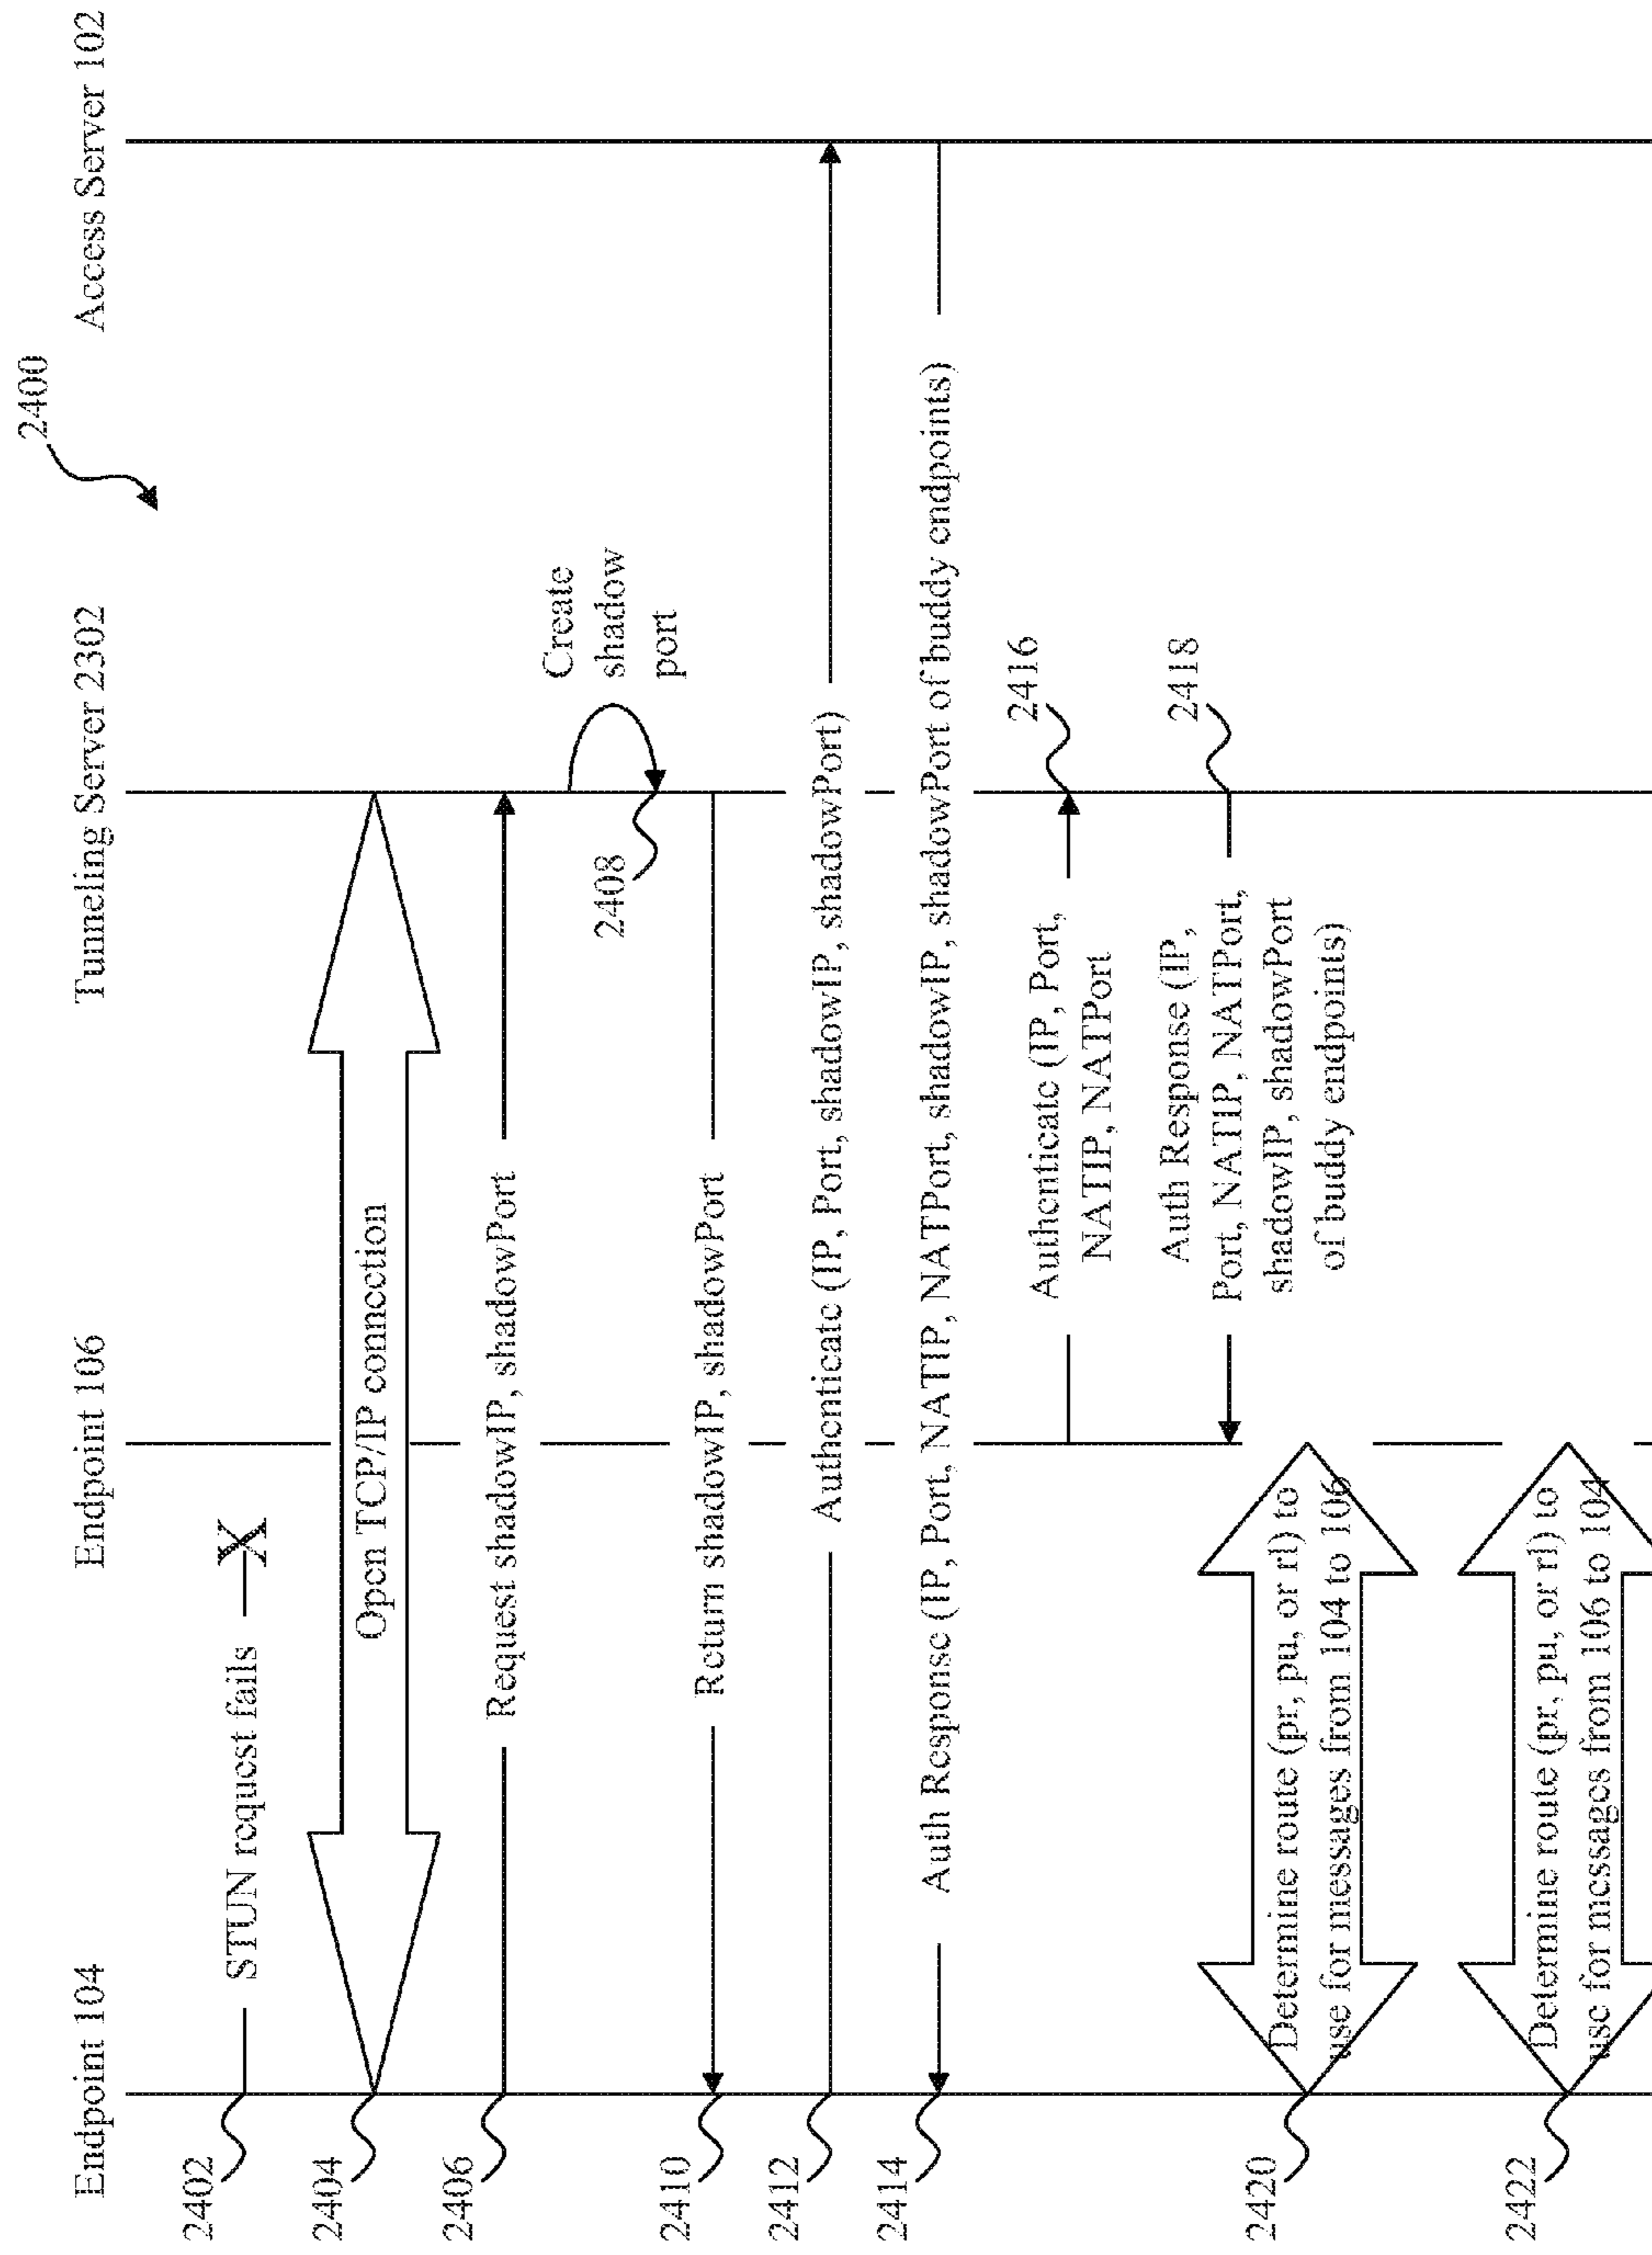 2400
Endpoint 104
Endpoint 106
Tunneling Server 2302
Access Server 102
2402
STUN request fails
X
2404
Open TCP/IP connection
2406
Request shadowIP, shadowPort
Create
shadow
port
2408
2410
Return shadowIP, shadowPort
2412
Authenticate (IP, Port, shadowIP, shadowPort)
2414
Auth Response (IP, Port, NATIP, NATPort, shadowIP, shadowPort of buddy endpoints)
Authenticate (IP, Port,
NATIP, NATPort
2416
Auth Response (IP,
Port, NATIP, NATPort,
shadowIP, shadowPort
of buddy endpoints)
2418
2420
Determine route (pr, pu, or rl) to
use for messages from 104 to 106
2422
Determine route (pr, pu, or rl) to
use for messages from 106 to 104